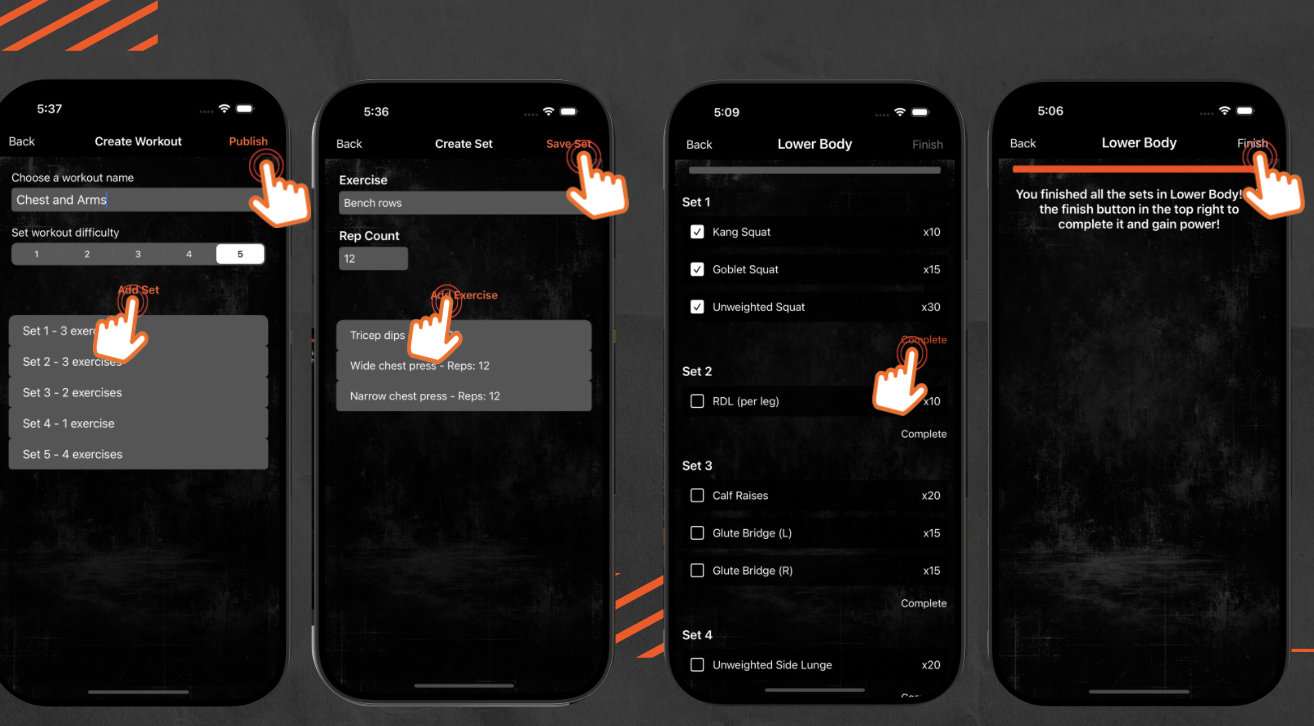 5:37
Back
Create Workout
Publish
Choose a workout name
Chest and Arms
Set workout difficulty
1 2 3 4 5
Add Set
Set 1 - 3
Set 2 - 3 exercises
Set 3 - 2 exercises
Set 4 - 1 exercise
Set 5 - 4 exercises
5:36
Back
Create Set
Save Set
Exercise
Bench rows
Rep Count
12
Add Exercise
Tricep dips
Wide chest press - Reps: 12
Narrow chest press - Reps: 12
5:09
Back
Lower Body
Finish
Set 1
Kang Squat x10
Goblet Squat x15
Unweighted Squat x30
Complete
Set 2
RDL (per leg) x10
Complete
Set 3
Calf Raises x20
Glute Bridge (L) x15
Glute Bridge (R) x15
Complete
Set 4
Unweighted Side Lunge x20
5:06
Back
Lower Body
Finish
You finished all the sets in Lower Body!
the finish button in the top right to
complete it and gain power!